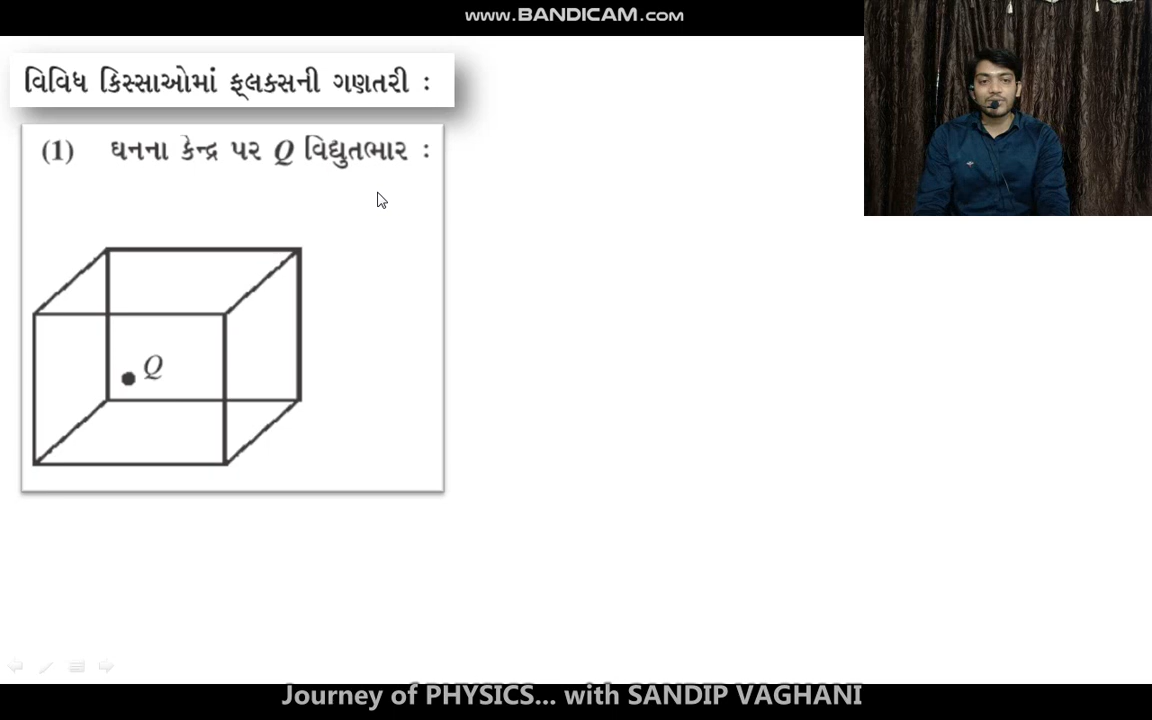 www.BANDICAM.com
વિવિધ કિસ્સાઓમાં ફ્લક્સની ગણતરી :
(1) ઘનના કેન્દ્ર પર Q વિદ્યુતભાર :
Q
Journey of PHYSICS... with SANDIP VAGHANI